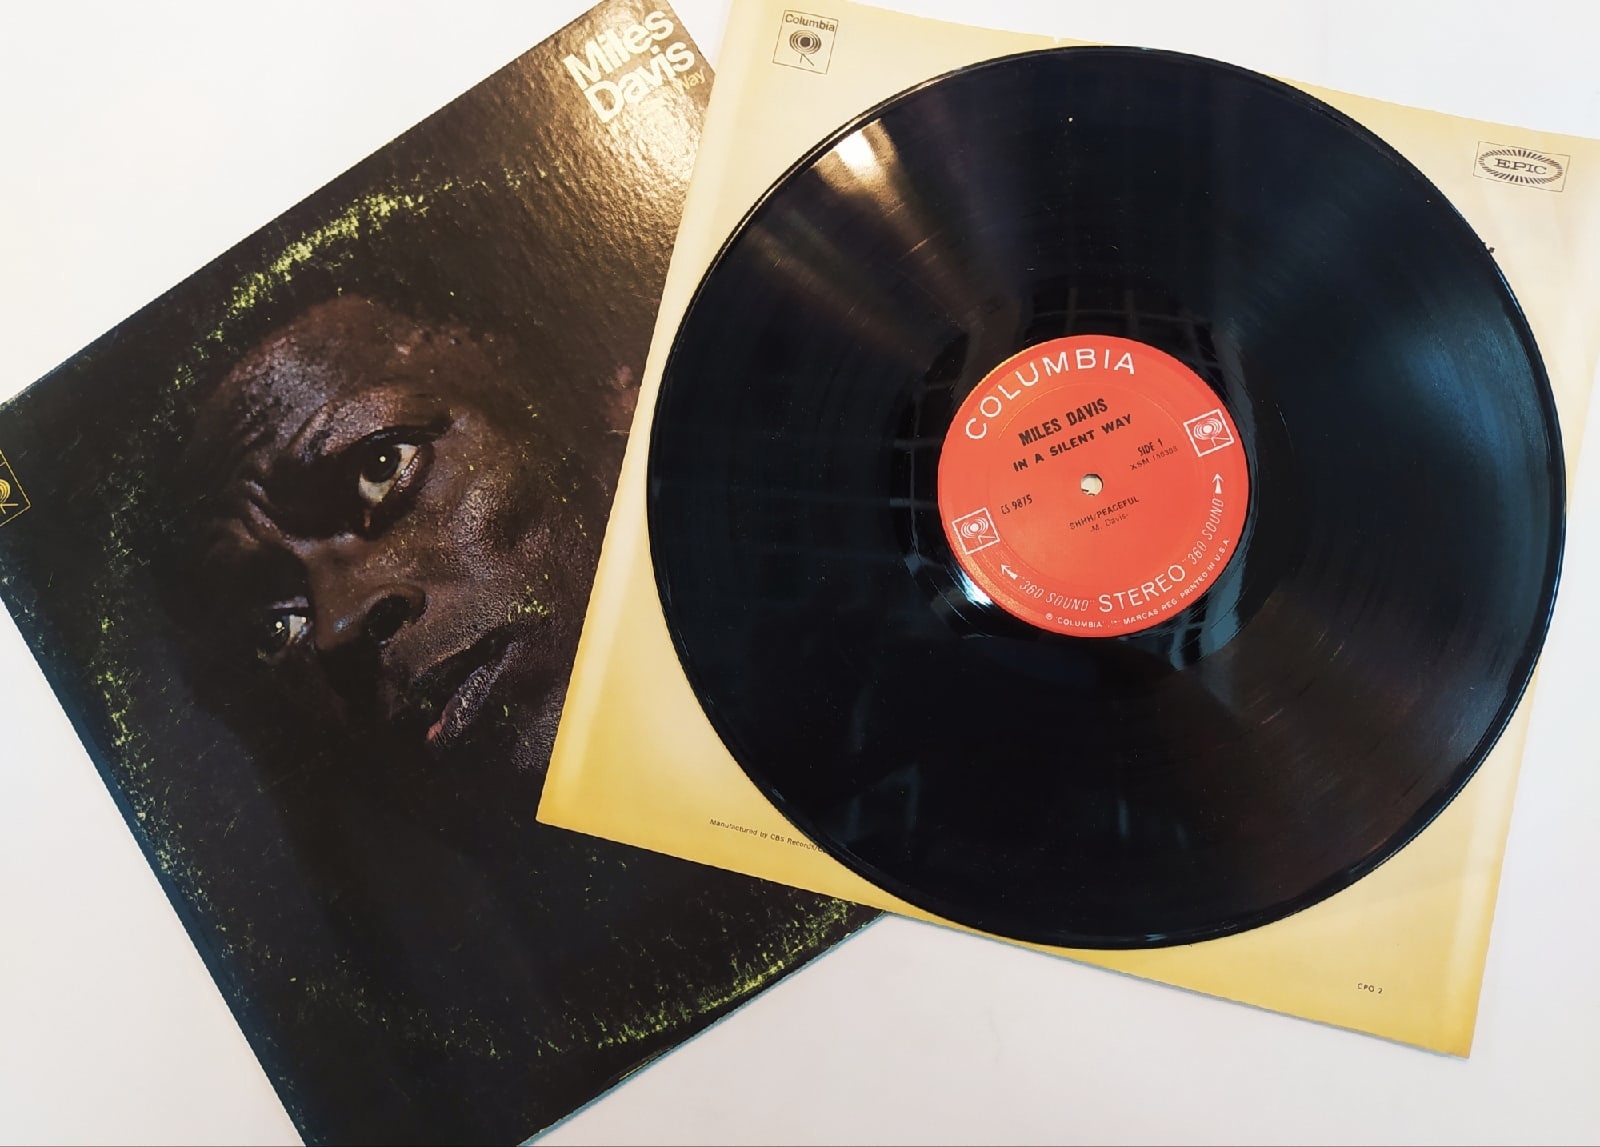 Miles
Davis
Way
Columbia
EPIC
COLUMBIA
MILES DAVIS
IN A SILENT WAY
SIDE 1
CS 9875
SHHH/PEACEFUL
-M. Davis-
"360 SOUND" STEREO "360 SOUND"
MARCAS REG. PRINTED IN U.S.A.
Manufactured by CBS Records/
CPO 2